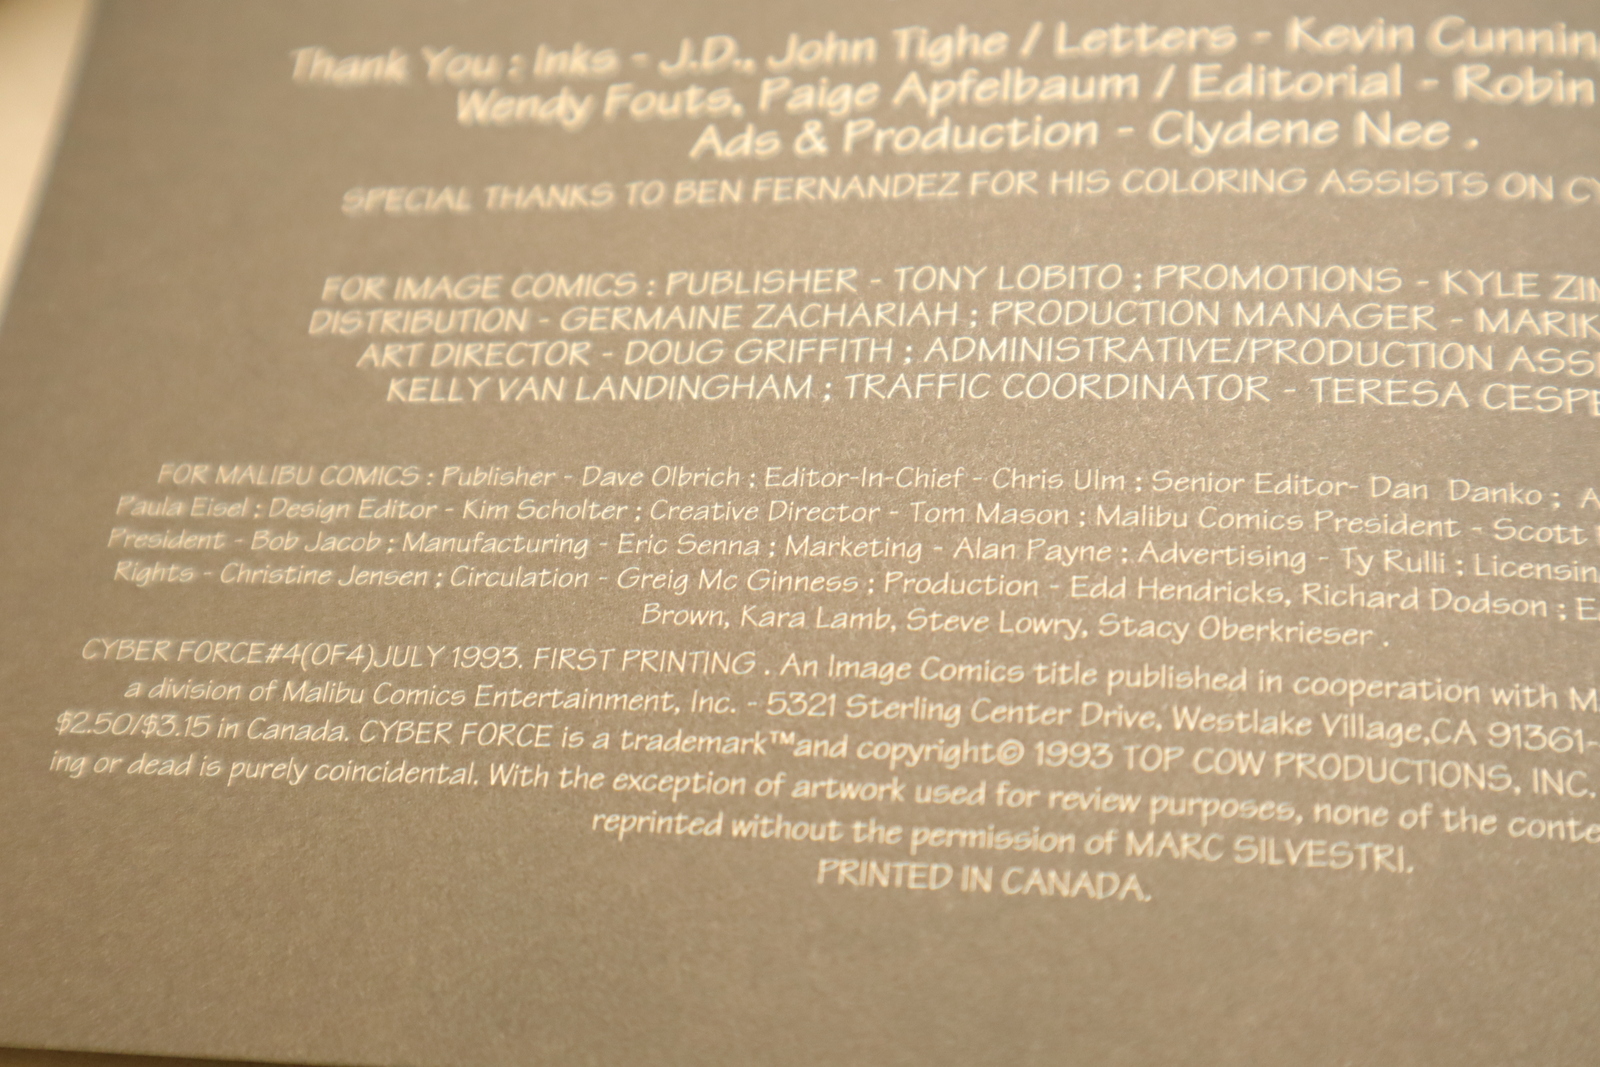 Thank You : Inks - J.D., John Tighe / Letters - Kevin Cunnin
Wendy Fouts, Paige Apfelbaum / Editorial - Robin
Ads & Production - Clydene Nee .
SPECIAL THANKS TO BEN FERNANDEZ FOR HIS COLORING ASSISTS ON CY
FOR IMAGE COMICS : PUBLISHER - TONY LOBITO ; PROMOTIONS - KYLE ZIM
DISTRIBUTION - GERMAINE ZACHARIAH ; PRODUCTION MANAGER - MARIK
ART DIRECTOR - DOUG GRIFFITH ; ADMINISTRATIVE/PRODUCTION ASSI
KELLY VAN LANDINGHAM ; TRAFFIC COORDINATOR - TERESA CESPE
FOR MALIBU COMICS : Publisher - Dave Olbrich ; Editor-In-Chief - Chris Ulm ; Senior Editor- Dan Danko ; A
Paula Eisel ; Design Editor - Kim Scholter ; Creative Director - Tom Mason ; Malibu Comics President - Scott
President - Bob Jacob ; Manufacturing - Eric Senna ; Marketing - Alan Payne ; Advertising - Ty Rulli ; Licensin
Rights - Christine Jensen ; Circulation - Greig Mc Ginness ; Production - Edd Hendricks, Richard Dodson ; E
Brown, Kara Lamb, Steve Lowry, Stacy Oberkrieser .
CYBER FORCE#4(OF4)JULY 1993. FIRST PRINTING . An Image Comics title published in cooperation with M
a division of Malibu Comics Entertainment, Inc. - 5321 Sterling Center Drive, Westlake Village,CA 91361-
$2.50/$3.15 in Canada. CYBER FORCE is a trademark™and copyright© 1993 TOP COW PRODUCTIONS, INC.
ing or dead is purely coincidental. With the exception of artwork used for review purposes, none of the conte
reprinted without the permission of MARC SILVESTRI.
PRINTED IN CANADA.